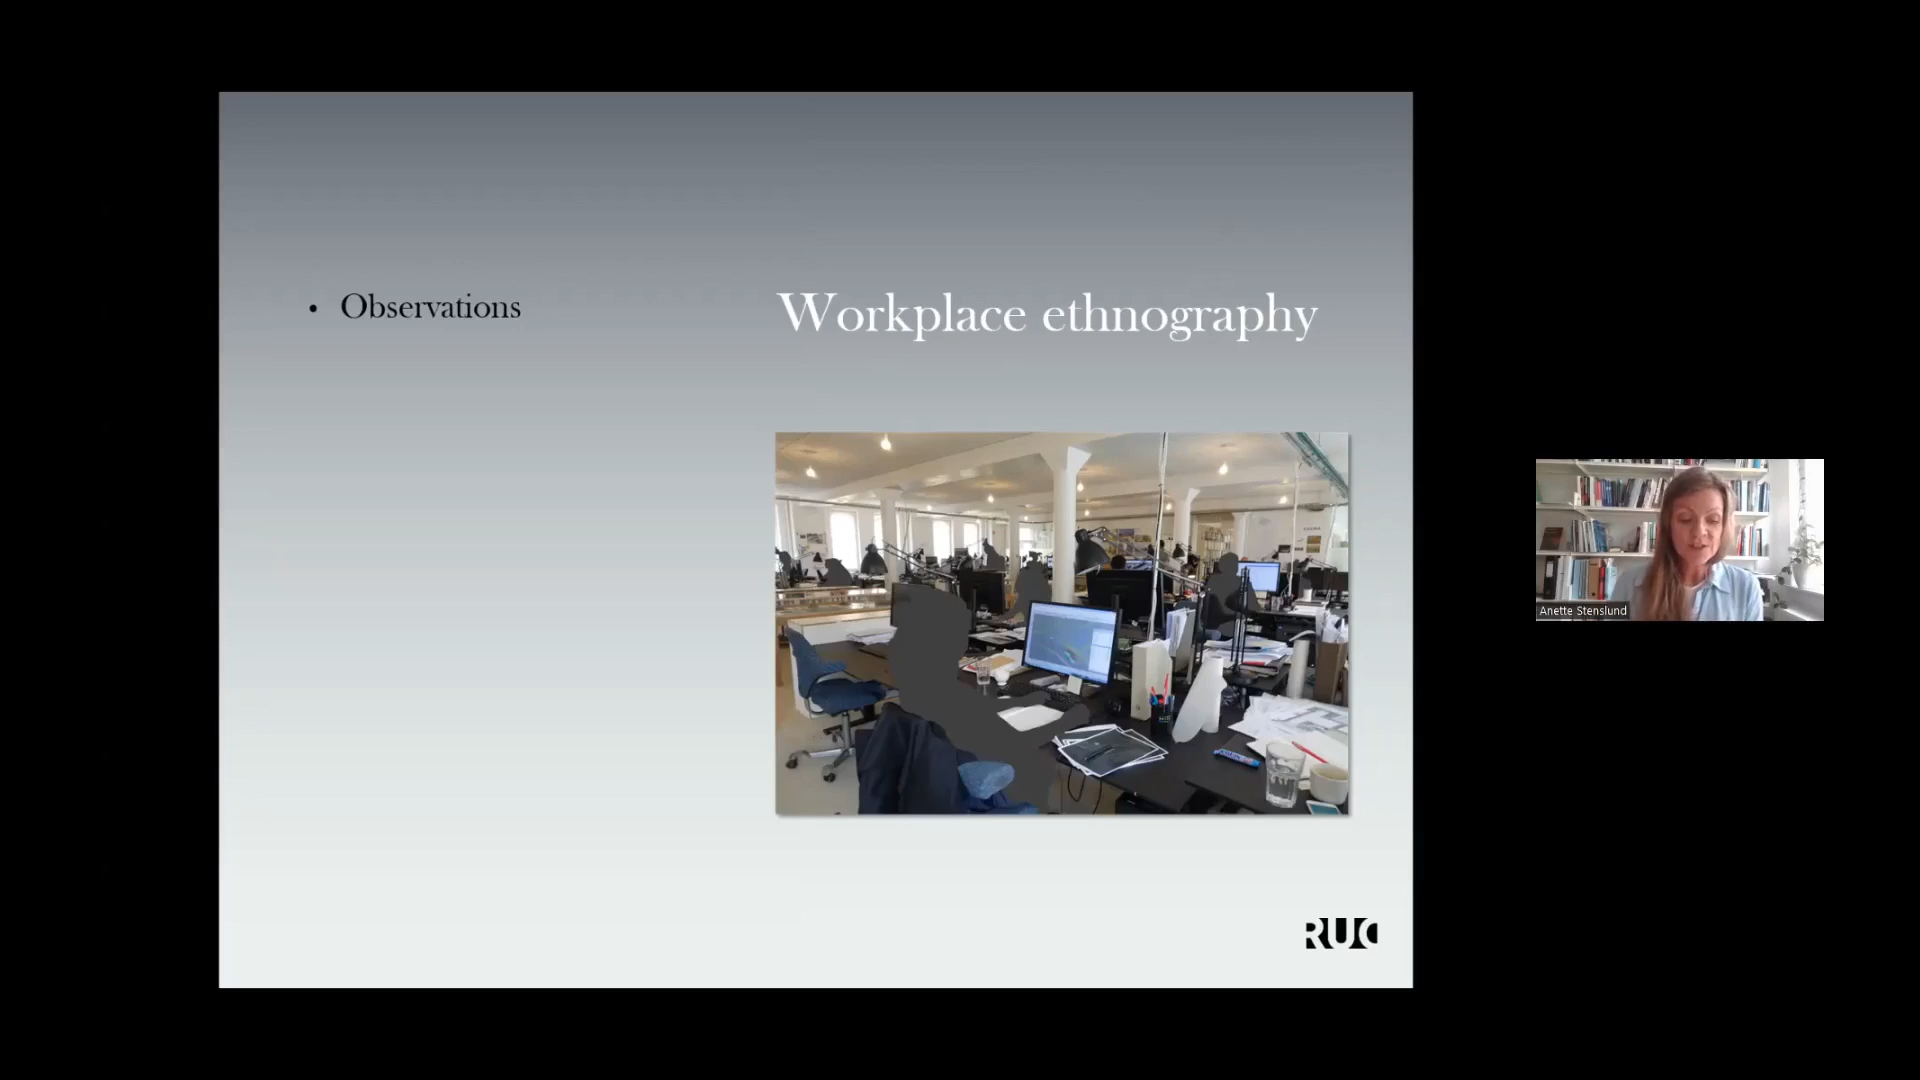 • Observations
Workplace ethnography
RUC
Anette Stenslund